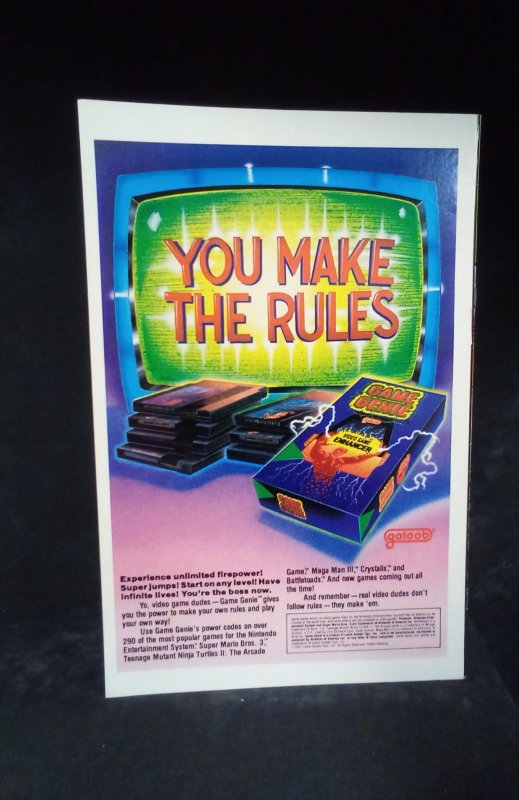 YOU MAKE
THE RULES
GAME
GENIE
galoob
VIDEO GAME
ENHANCER
GAME
GENIE
galoob
Experience unlimited firepower!
Super jumps! Start on any level! Have
infinite lives! You're the boss now.
Yo, video game dudes — Game Genie™ gives
you the power to make your own rules and play
your own way!
Use Game Genie's power codes on over
290 of the most popular games for the Nintendo
Entertainment System.® Super Mario Bros. 3,™
Teenage Mutant Ninja Turtles II: The Arcade
Game,™ Mega Man III,™ Crystalis,™ and
Battletoads.™ And new games coming out all
the time!
And remember — real video dudes don't
follow rules — they make 'em.